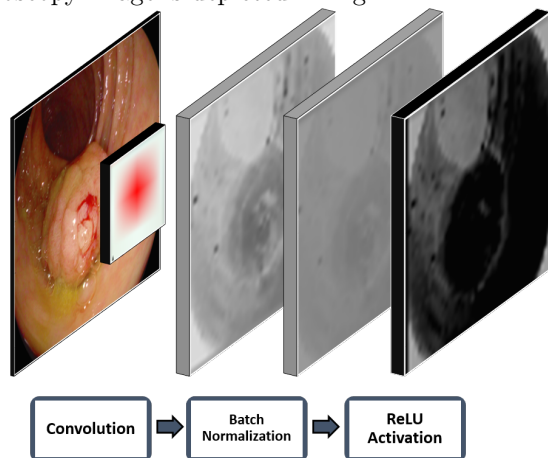 Convolution
Batch
Normalization
ReLU
Activation